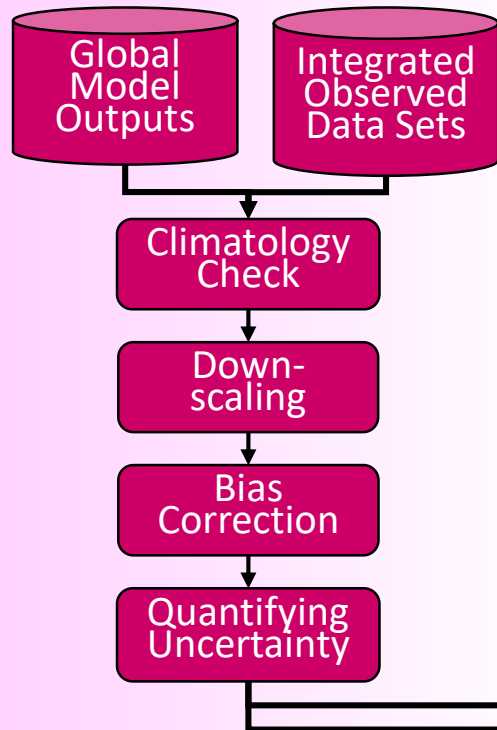 Global
Model
Outputs
Integrated
Observed
Data Sets
Climatology
Check
Down-
scaling
Bias
Correction
Quantifying
Uncertainty